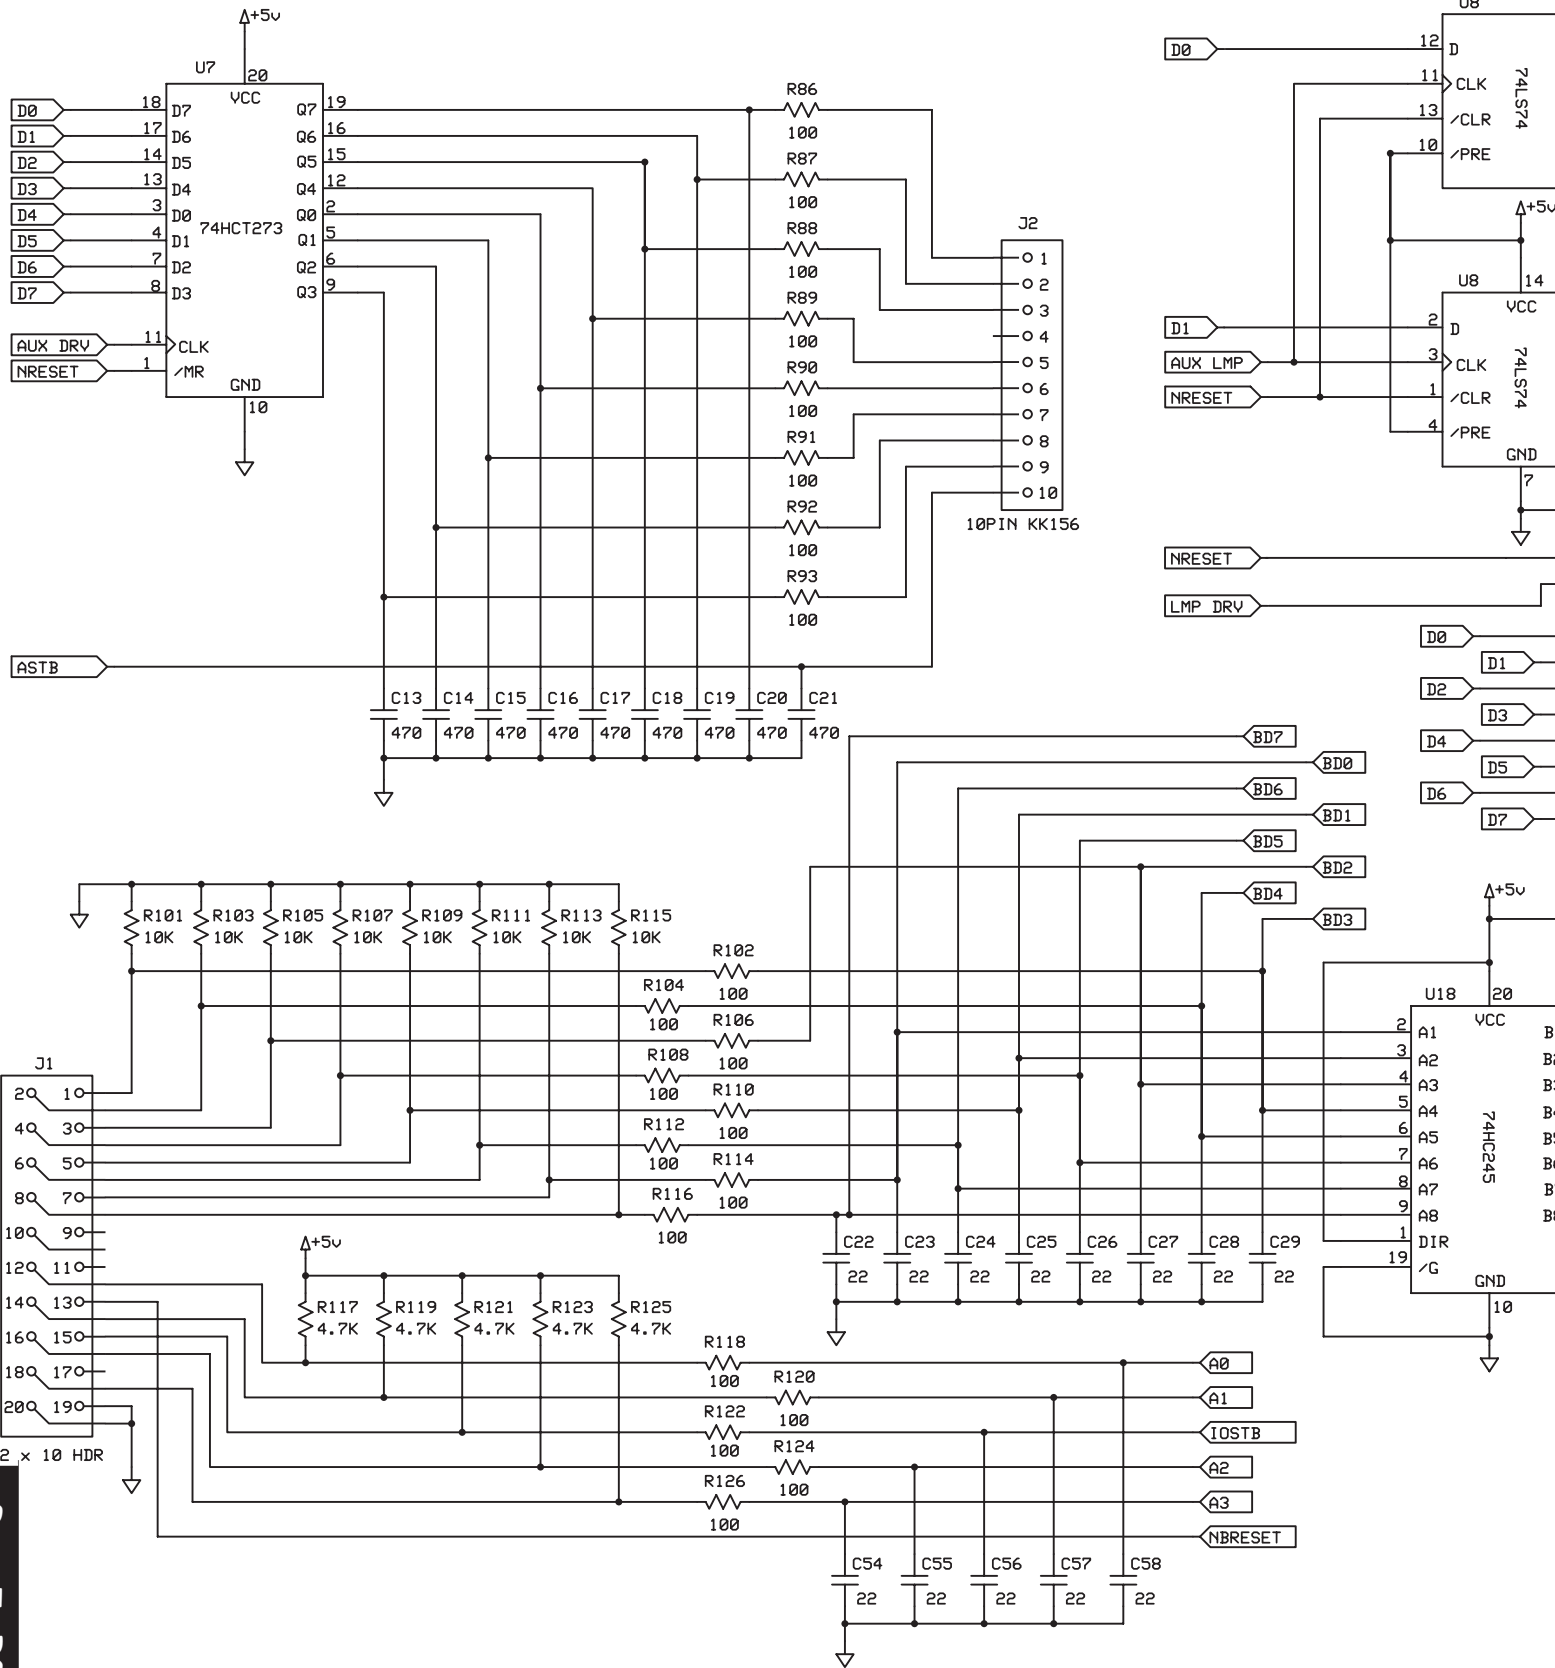 +5v
U7
20
VCC
D0 18 D7 Q7 19
D1 17 D6 Q6 16
D2 14 D5 Q5 15
D3 13 D4 Q4 12
D4 3 D0 Q0 2
74HCT273
D5 4 D1 Q1 5
D6 7 D2 Q2 6
D7 8 D3 Q3 9
AUX DRV 11 CLK
NRESET 1 /MR
GND
10
R86
100
R87
100
R88
100
R89
100
R90
100
R91
100
R92
100
R93
100
J2
1
2
3
4
5
6
7
8
9
10
10PIN KK156
ASTB
C13 C14 C15 C16 C17 C18 C19 C20 C21
470 470 470 470 470 470 470 470 470
U8
D0 12 D
11 CLK
13 /CLR
10 /PRE
74LS74
+5v
U8 14
VCC
D1 2 D
AUX LMP 3 CLK
NRESET 1 /CLR
4 /PRE
74LS74
GND
7
NRESET
LMP DRV
D0
D1
D2
D3
D4
D5
D6
D7
BD7
BD0
BD6
BD1
BD5
BD2
BD4
BD3
R101 R103 R105 R107 R109 R111 R113 R115
10K 10K 10K 10K 10K 10K 10K 10K
R102
100
R104
100
R106
100
R108
100
R110
100
R112
100
R114
100
R116
100
J1
2 1
4 3
6 5
8 7
10 9
12 11
14 13
16 15
18 17
20 19
2 x 10 HDR
+5v
U18 20
VCC
2 A1
3 A2
4 A3
5 A4
6 A5
7 A6
8 A7
9 A8
1 DIR
19 /G
74HC245
GND
10
C22 C23 C24 C25 C26 C27 C28 C29
22 22 22 22 22 22 22 22
+5v
R117 R119 R121 R123 R125
4.7K 4.7K 4.7K 4.7K 4.7K
R118
100
R120
100
R122
100
R124
100
R126
100
A0
A1
IOSTB
A2
A3
NBRESET
C54 C55 C56 C57 C58
22 22 22 22 22